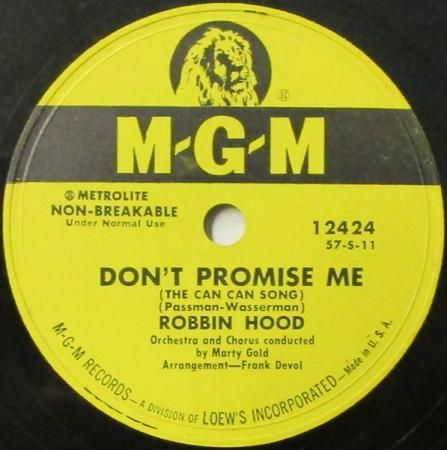 ®
M-G-M
® METROLITE
NON-BREAKABLE
Under Normal Use
12424
57-S-11
DON'T PROMISE ME
(THE CAN CAN SONG)
(Passman-Wasserman)
ROBBIN HOOD
Orchestra and Chorus conducted
by Marty Gold
Arrangement—Frank Devol
M-G-M RECORDS—A DIVISION OF LOEW'S INCORPORATED—Made in U. S. A.